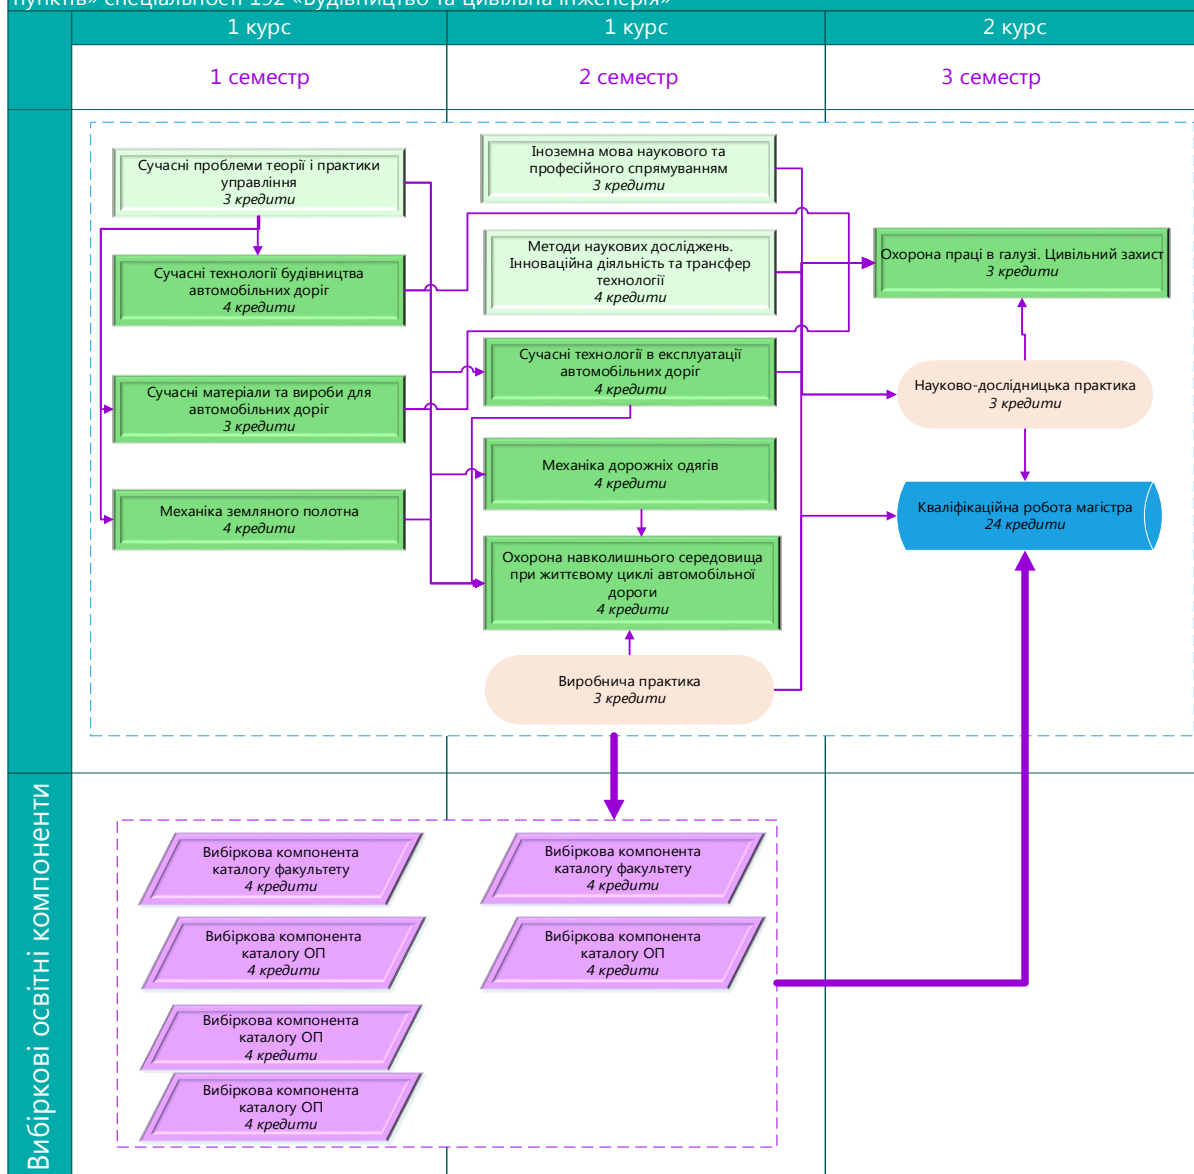 пунктів» спеціальності 192 «Будівництво та цивільна інженерія»
1 курс
1 курс
2 курс
1 семестр
2 семестр
3 семестр
Сучасні проблеми теорії і практики
управління
3 кредити
Сучасні технології будівництва
автомобільних доріг
4 кредити
Сучасні матеріали та вироби для
автомобільних доріг
3 кредити
Механіка земляного полотна
4 кредити
Іноземна мова наукового та
професійного спрямуванням
3 кредити
Методи наукових досліджень.
Інноваційна діяльність та трансфер
технології
4 кредити
Сучасні технології в експлуатації
автомобільних доріг
4 кредити
Механіка дорожніх одягів
4 кредити
Охорона навколишнього середовища
при життєвому циклі автомобільної
дороги
4 кредити
Виробнича практика
3 кредити
Охорона праці в галузі. Цивільний захист
3 кредити
Науково-дослідницька практика
3 кредити
Кваліфікаційна робота магістра
24 кредити
Вибіркові освітні компоненти
Вибіркова компонента
каталогу факультету
4 кредити
Вибіркова компонента
каталогу ОП
4 кредити
Вибіркова компонента
каталогу ОП
4 кредити
Вибіркова компонента
каталогу ОП
4 кредити
Вибіркова компонента
каталогу факультету
4 кредити
Вибіркова компонента
каталогу ОП
4 кредити